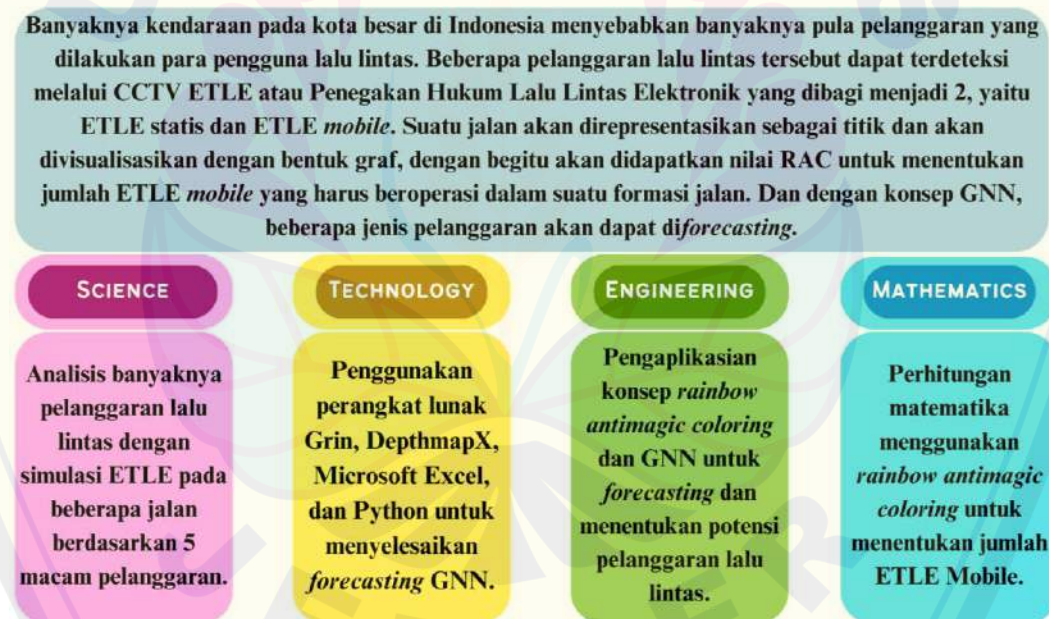 Banyaknya kendaraan pada kota besar di Indonesia menyebabkan banyaknya pula pelanggaran yang
dilakukan para pengguna lalu lintas. Beberapa pelanggaran lalu lintas tersebut dapat terdeteksi
melalui CCTV ETLE atau Penegakan Hukum Lalu Lintas Elektronik yang dibagi menjadi 2, yaitu
ETLE statis dan ETLE mobile. Suatu jalan akan direpresentasikan sebagai titik dan akan
divisualisasikan dengan bentuk graf, dengan begitu akan didapatkan nilai RAC untuk menentukan
jumlah ETLE mobile yang harus beroperasi dalam suatu formasi jalan. Dan dengan konsep GNN,
beberapa jenis pelanggaran akan dapat diforecasting.
SCIENCE
Analisis banyaknya
pelanggaran lalu
lintas dengan
simulasi ETLE pada
beberapa jalan
berdasarkan 5
macam pelanggaran.
TECHNOLOGY
Penggunakan
perangkat lunak
Grin, DepthmapX,
Microsoft Excel,
dan Python untuk
menyelesaikan
forecasting GNN.
ENGINEERING
Pengaplikasian
konsep rainbow
antimagic coloring
dan GNN untuk
forecasting dan
menentukan potensi
pelanggaran lalu
lintas.
MATHEMATICS
Perhitungan
matematika
menggunakan
rainbow antimagic
coloring untuk
menentukan jumlah
ETLE Mobile.